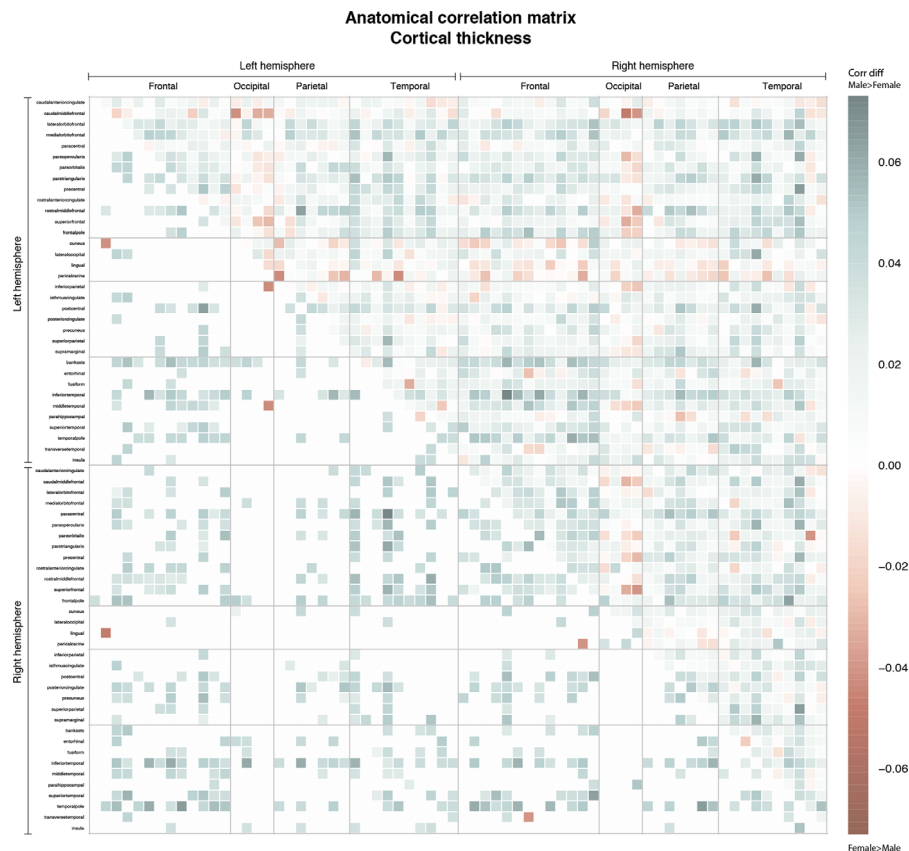 Anatomical correlation matrix
Cortical thickness
Left hemisphere
Right hemisphere
Frontal
Occipital
Parietal
Temporal
Frontal
Occipital
Parietal
Temporal
Corr diff
Male>Female
0.06
0.04
0.02
0.00
−0.02
−0.04
−0.06
Female>Male
Left hemisphere
caudalanteriorcingulate
caudalmiddlefrontal
lateralorbitofrontal
medialorbitofrontal
paracentral
parsopercularis
parsorbitalis
parstriangularis
precentral
rostralanteriorcingulate
rostralmiddlefrontal
superiorfrontal
frontalpole
cuneus
lateraloccipital
lingual
pericalcarine
inferiorparietal
isthmuscingulate
postcentral
posteriorcingulate
precuneus
superiorparietal
supramarginal
bankssts
entorhinal
fusiform
inferiortemporal
middletemporal
parahippocampal
superiortemporal
temporalpole
transversetemporal
insula
Right hemisphere
caudalanteriorcingulate
caudalmiddlefrontal
lateralorbitofrontal
medialorbitofrontal
paracentral
parsopercularis
parsorbitalis
parstriangularis
precentral
rostralanteriorcingulate
rostralmiddlefrontal
superiorfrontal
frontalpole
cuneus
lateraloccipital
lingual
pericalcarine
inferiorparietal
isthmuscingulate
postcentral
posteriorcingulate
precuneus
superiorparietal
supramarginal
bankssts
entorhinal
fusiform
inferiortemporal
middletemporal
parahippocampal
superiortemporal
temporalpole
transversetemporal
insula